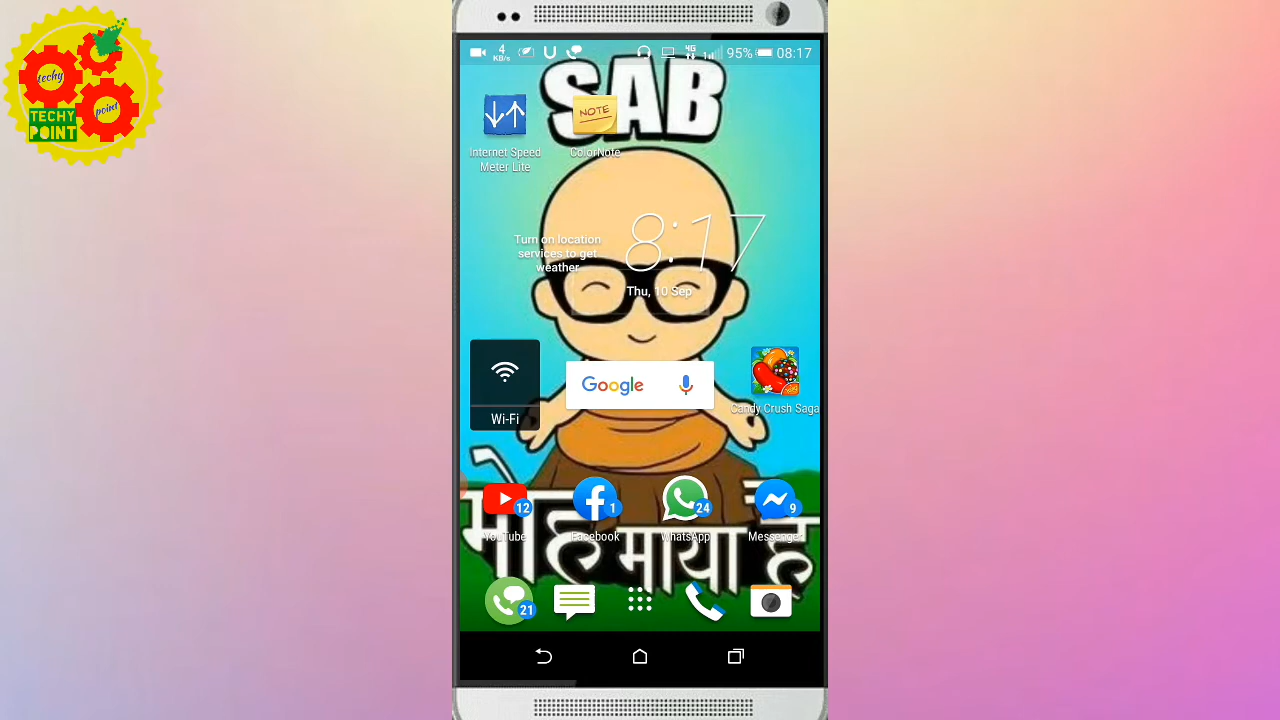 techy
point
TECHY
POINT
4
KB/s
4G
95%
08:17
SAB
NOTE
Internet Speed
Meter Lite
ColorNote
8:17
Turn on location
services to get
weather
Thu, 10 Sep
Google
Wi-Fi
Candy Crush Saga
12
1
24
9
YouTube
Facebook
WhatsApp
Messenger
मोह माया है
21